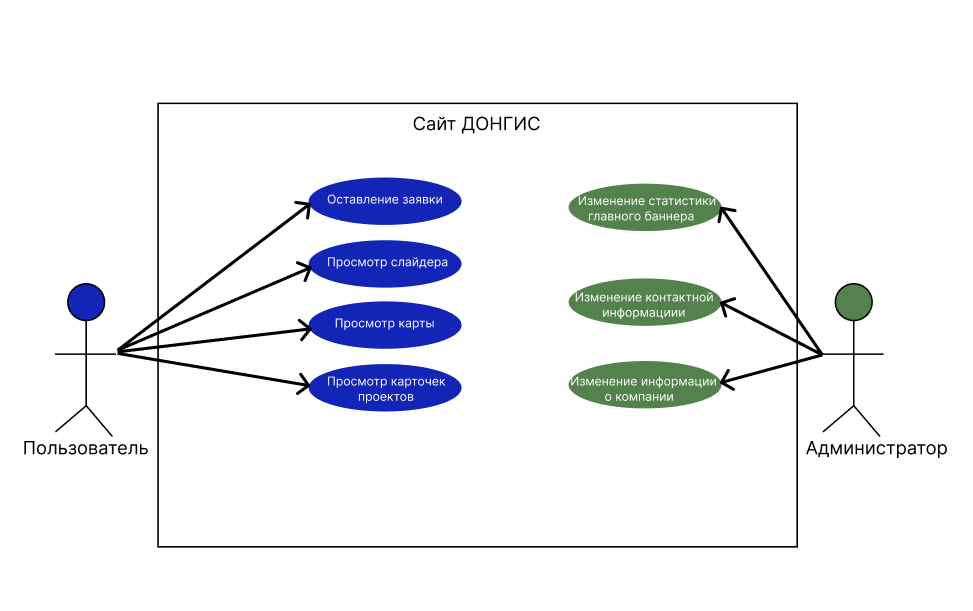 Сайт ДОНГИС
Оставление заявки
Просмотр слайдера
Просмотр карты
Просмотр карточек
проектов
Изменение статистики
главного баннера
Изменение контактной
информациии
Изменение информации
о компании
Пользователь
Администратор